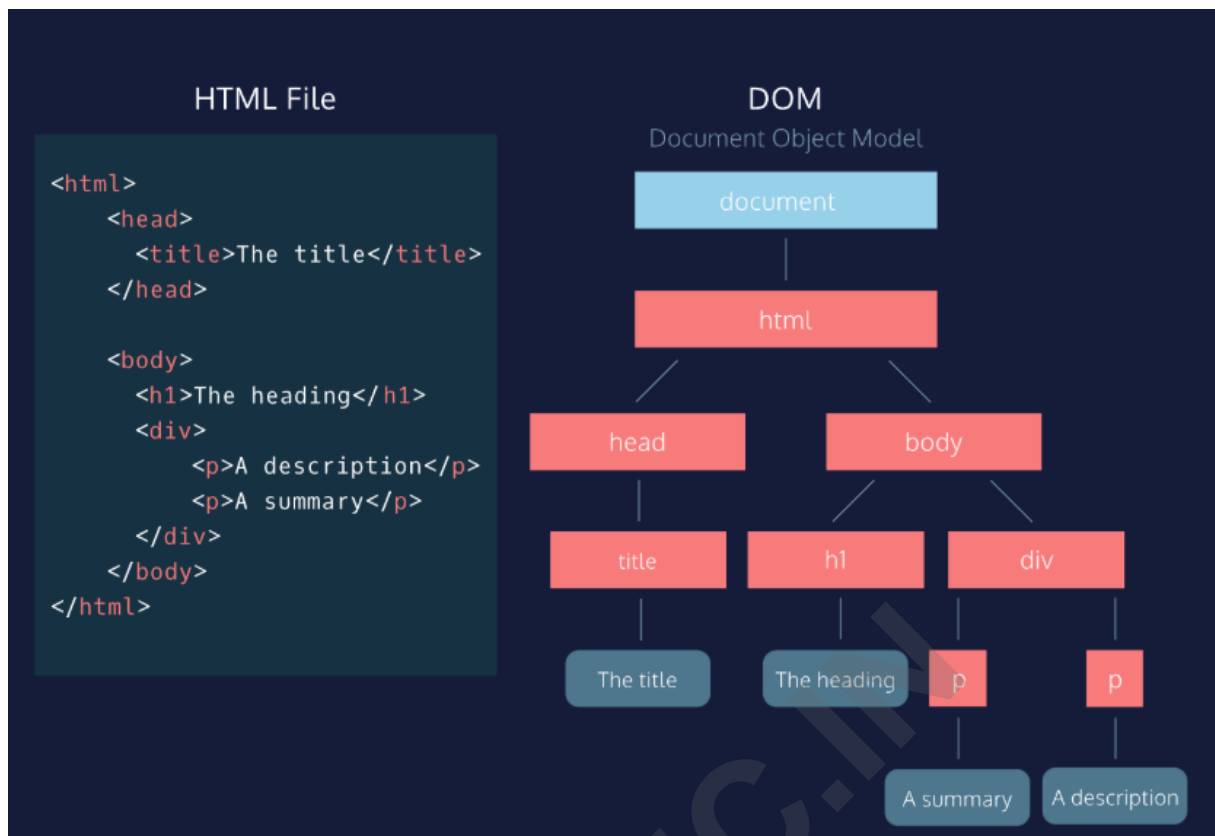 HTML File
<html>
<head>
<title>The title</title>
</head>
<body>
<h1>The heading</h1>
<div>
<p>A description</p>
<p>A summary</p>
</div>
</body>
</html>
DOM
Document Object Model
document
html
head body
title h1 div
The title The heading p p
A summary A description
C.IN